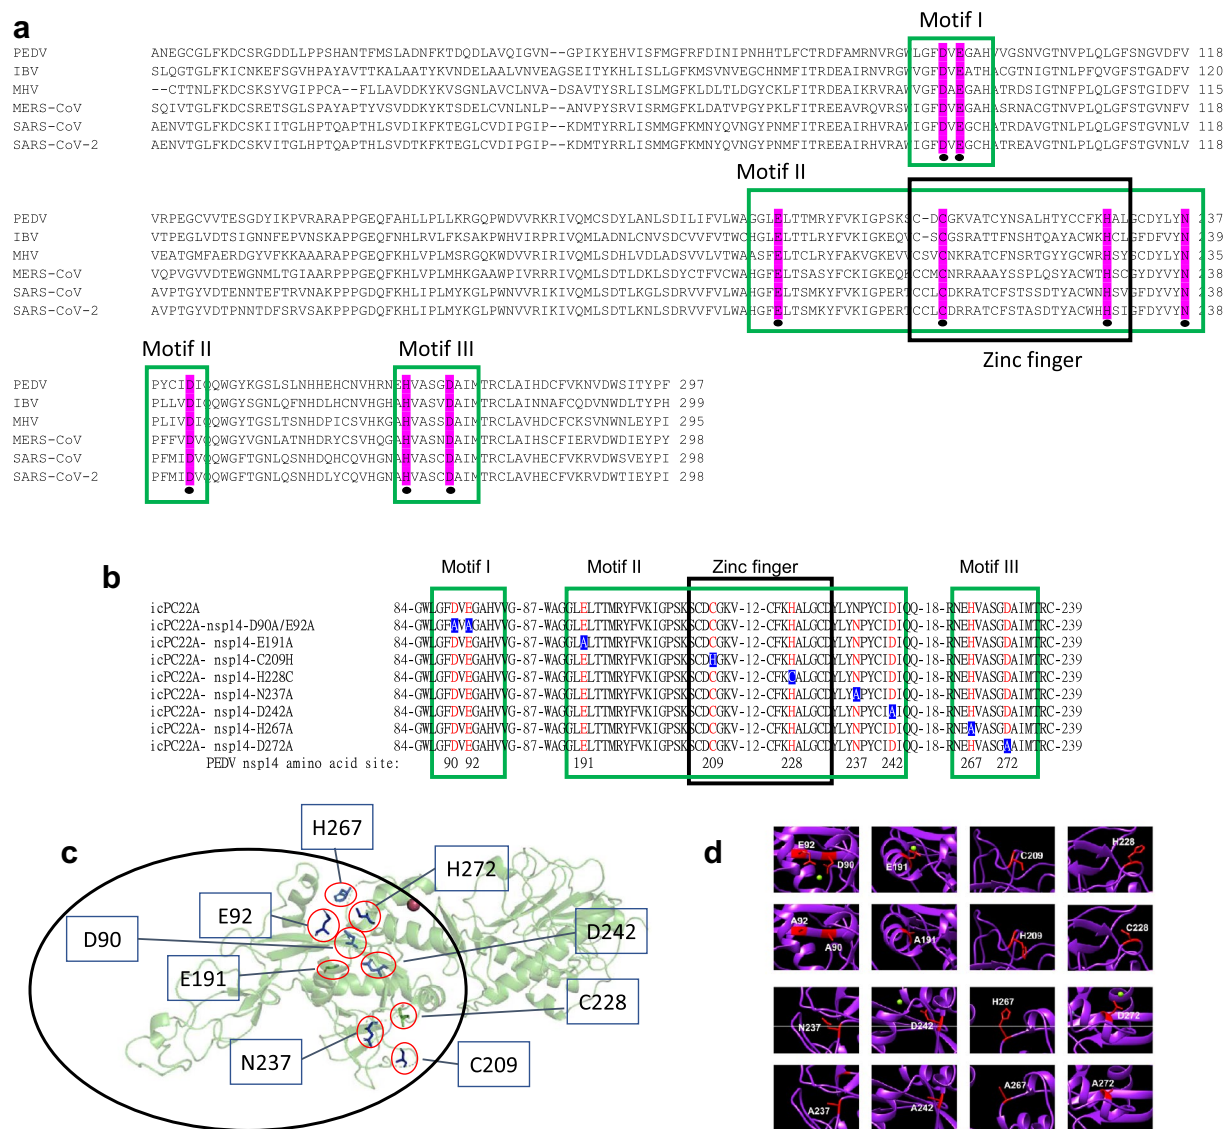 a
Motif I
PEDV ANEGCGLFKDCSRGDDLLPPSHANTFMSLADNFKTDQDLAVQIGVN--GPIKYEHVISFMGFRFDINIPNHHTLFCTRDFAMRNVRGWLGFDVEGAHVVGSNVGTNVPLQLGFSNGVDFV 118
IBV SLQGTGLFKICNKEFSGVHPAYAVTTKALAATYKVNDELAALVNVEAGSEITYKHLISLLGFKMSVNVEGCHNMFITRDEAIRNVRGWVGFDVEATHACGTNIGTNLPFQVGFSTGADFV 120
MHV --CTTNLFKDCSKSYVGIPPCA--FLLAVDDKYKVSGNLAVCLNVA-DSAVTYSRLISLMGFKLDLTLDGYCKLFITRDEAIKRVRAWVGFDAEGAHATRDSIGTNFPLQLGFSTGIDFV 115
MERS-CoV SQIVTGLFKDCSRETSGLSPAYAPTYVSVDDKYKTSDELCVNLNLP--ANVPYSRVISRMGFKLDATVPGYPKLFITREEAVRQVRSWIGFDVEGAHASRNACGTNVPLQLGFSTGVNFV 118
SARS-CoV AENVTGLFKDCSKIITGLHPTQAPTHLSVDIKFKTEGLCVDIPGIP--KDMTYRRLISMMGFKMNYQVNGYPNMFITREEAIRHVRAWIGFDVEGCHATRDAVGTNLPLQLGFSTGVNLV 118
SARS-CoV-2 AENVTGLFKDCSKVITGLHPTQAPTHLSVDTKFKTEGLCVDIPGIP--KDMTYRRLISMMGFKMNYQVNGYPNMFITREEAIRHVRAWIGFDVEGCHATREAVGTNLPLQLGFSTGVNLV 118
Motif II
PEDV VRPEGCVVTESGDYIKPVRARAPPGEQFAHLLPLLKRGQPWDVVRKRIVQMCSDYLANLSDILIFVLWAGGLELTTMRYFVKIGPSKSC-DCGKVATCYNSALHTYCCFKHALGCDYLYN 237
IBV VTPEGLVDTSIGNNFEPVNSKAPPGEQFNHLRVLFKSAKPWHVIRPRIVQMLADNLCNVSDCVVFVTWCHGLELTTLRYFVKIGKEQVC-SCGSRATTFNSHTQAYACWKHCLGFDFVYN 239
MHV VEATGMFAERDGYVFKKAAARAPPGEQFKHLVPLMSRGQKWDVVRIRIVQMLSDHLVDLADSVVLVTWAASFELTCLRYFAKVGKEVVCSVCNKRATCFNSRTGYYGCWRHSYSCDYLYN 235
MERS-CoV VQPVGVVDTEWGNMLTGIAARPPPGEQFKHLVPLMHKGAAWPIVRRRIVQMLSDTLDKLSDYCTFVCWAHGFELTSASYFCKIGKEQKCCMCNRRAAAYSSPLQSYACWTHSCGYDYVYN 238
SARS-CoV AVPTGYVDTENNTEFTRVNAKPPPGDQFKHLIPLMYKGLPWNVVRIKIVQMLSDTLKGLSDRVVFVLWAHGFELTSMKYFVKIGPERTCCLCDKRATCFSTSSDTYACWNHSVGFDYVYN 238
SARS-CoV-2 AVPTGYVDTPNNTDFSRVSAKPPPGDQFKHLIPLMYKGLPWNVVRIKIVQMLSDTLKNLSDRVVFVLWAHGFELTSMKYFVKIGPERTCCLCDRRATCFSTASDTYACWHHSIGFDYVYN 238
Zinc finger
Motif II Motif III
PEDV PYCIDIQQWGYKGSLSLNHHEHCNVHRNEHVASGDAIMTRCLAIHDCFVKNVDWSITYPF 297
IBV PLLVDIQQWGYSGNLQFNHDLHCNVHGHAHVASVDAIMTRCLAINNAFCQDVNWDLTYPH 299
MHV PLIVDIQQWGYTGSLTSNHDPICSVHKGAHVASSDAIMTRCLAVHDCFCKSVNWNLEYPI 295
MERS-CoV PFFVDVQQWGYVGNLATNHDRYCSVHQGAHVASNDAIMTRCLAIHSCFIERVDWDIEYPI 298
SARS-CoV PFMIDVQQWGFTGNLQSNHDQHCQVHGNAHVASCDAIMTRCLAVHECFVKRVDWSVEYPI 298
SARS-CoV-2 PFMIDVQQWGFTGNLQSNHDLYCQVHGNAHVASCDAIMTRCLAVHECFVKRVDWTIEYPI 298
b
Motif I Motif II Zinc finger Motif III
icPC22A 84-GWLGFDVEGAHVVG-87-WAGGLELTTMRYFVKIGPSKSCDCGKV-12-CFKHALGCDYLYNPYCIDIQQ-18-RNEHVASGDAIMTRC-239
icPC22A-nsp14-D90A/E92A 84-GWLGFAVAGAHVVG-87-WAGGLELTTMRYFVKIGPSKSCDCGKV-12-CFKHALGCDYLYNPYCIDIQQ-18-RNEHVASGDAIMTRC-239
icPC22A- nsp14-E191A 84-GWLGFDVEGAHVVG-87-WAGGLALTTMRYFVKIGPSKSCDCGKV-12-CFKHALGCDYLYNPYCIDIQQ-18-RNEHVASGDAIMTRC-239
icPC22A- nsp14-C209H 84-GWLGFDVEGAHVVG-87-WAGGLELTTMRYFVKIGPSKSCDHGKV-12-CFKHALGCDYLYNPYCIDIQQ-18-RNEHVASGDAIMTRC-239
icPC22A- nsp14-H228C 84-GWLGFDVEGAHVVG-87-WAGGLELTTMRYFVKIGPSKSCDCGKV-12-CFKCALGCDYLYNPYCIDIQQ-18-RNEHVASGDAIMTRC-239
icPC22A- nsp14-N237A 84-GWLGFDVEGAHVVG-87-WAGGLELTTMRYFVKIGPSKSCDCGKV-12-CFKHALGCDYLYAPYCIDIQQ-18-RNEHVASGDAIMTRC-239
icPC22A- nsp14-D242A 84-GWLGFDVEGAHVVG-87-WAGGLELTTMRYFVKIGPSKSCDCGKV-12-CFKHALGCDYLYNPYCIAIQQ-18-RNEHVASGDAIMTRC-239
icPC22A- nsp14-H267A 84-GWLGFDVEGAHVVG-87-WAGGLELTTMRYFVKIGPSKSCDCGKV-12-CFKHALGCDYLYNPYCIDIQQ-18-RNEAVASGDAIMTRC-239
icPC22A- nsp14-D272A 84-GWLGFDVEGAHVVG-87-WAGGLELTTMRYFVKIGPSKSCDCGKV-12-CFKHALGCDYLYNPYCIDIQQ-18-RNEHVASGAAIMTRC-239
PEDV nsp14 amino acid site: 90 92 191 209 228 237 242 267 272
c
H267
H272
E92
D90
D242
E191
C228
N237
C209
d
E92 D90 E191 C209 H228
A92 A90 A191 H209 C228
N237 D242 H267 D272
A237 A242 A267 A272